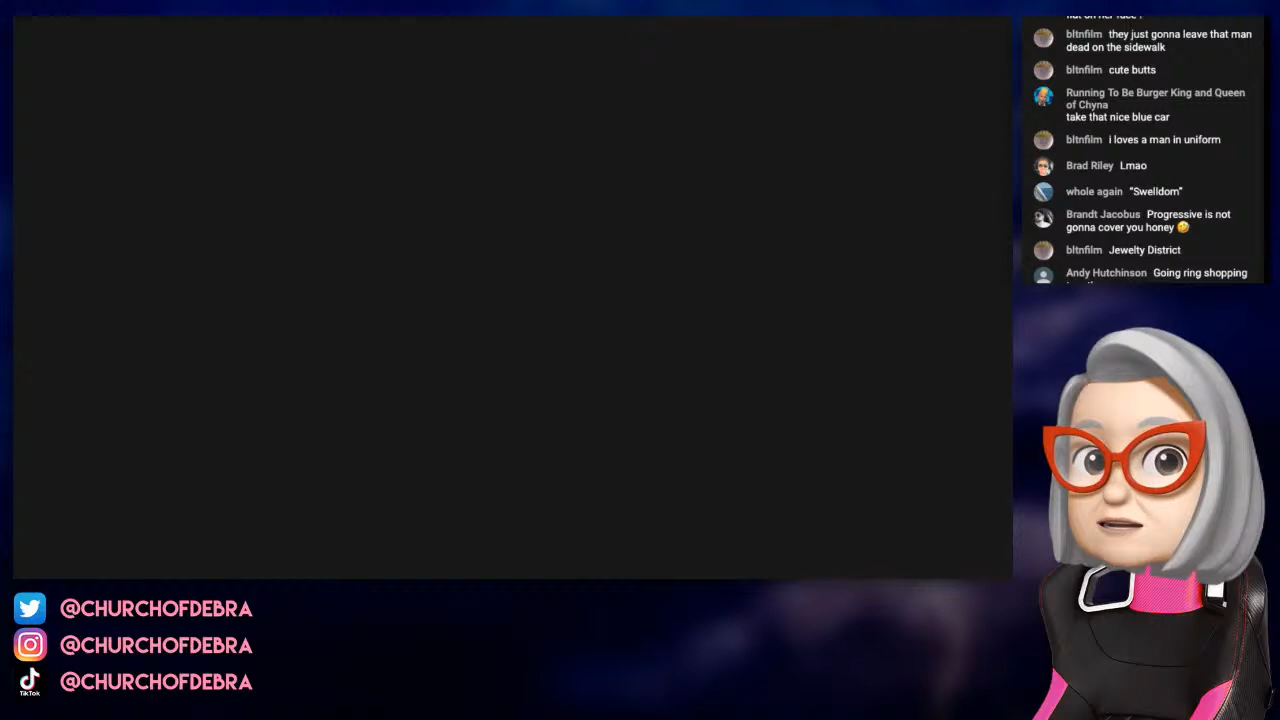 bltnfilm they just gonna leave that man
dead on the sidewalk
bltnfilm cute butts
Running To Be Burger King and Queen
of Chyna
take that nice blue car
bltnfilm i loves a man in uniform
Brad Riley Lmao
whole again “Swelldom”
Brandt Jacobus Progressive is not
gonna cover you honey 🤣
bltnfilm Jewelty District
Andy Hutchinson Going ring shopping
@CHURCHOFDEBRA
@CHURCHOFDEBRA
TikTok @CHURCHOFDEBRA